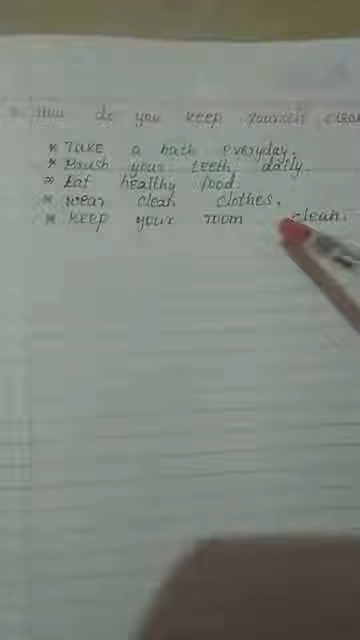 How do you keep yourself clean
* Take a bath everyday.
* Brush your teeth daily.
* Eat healthy food.
* wear clean clothes.
* keep your room clean.